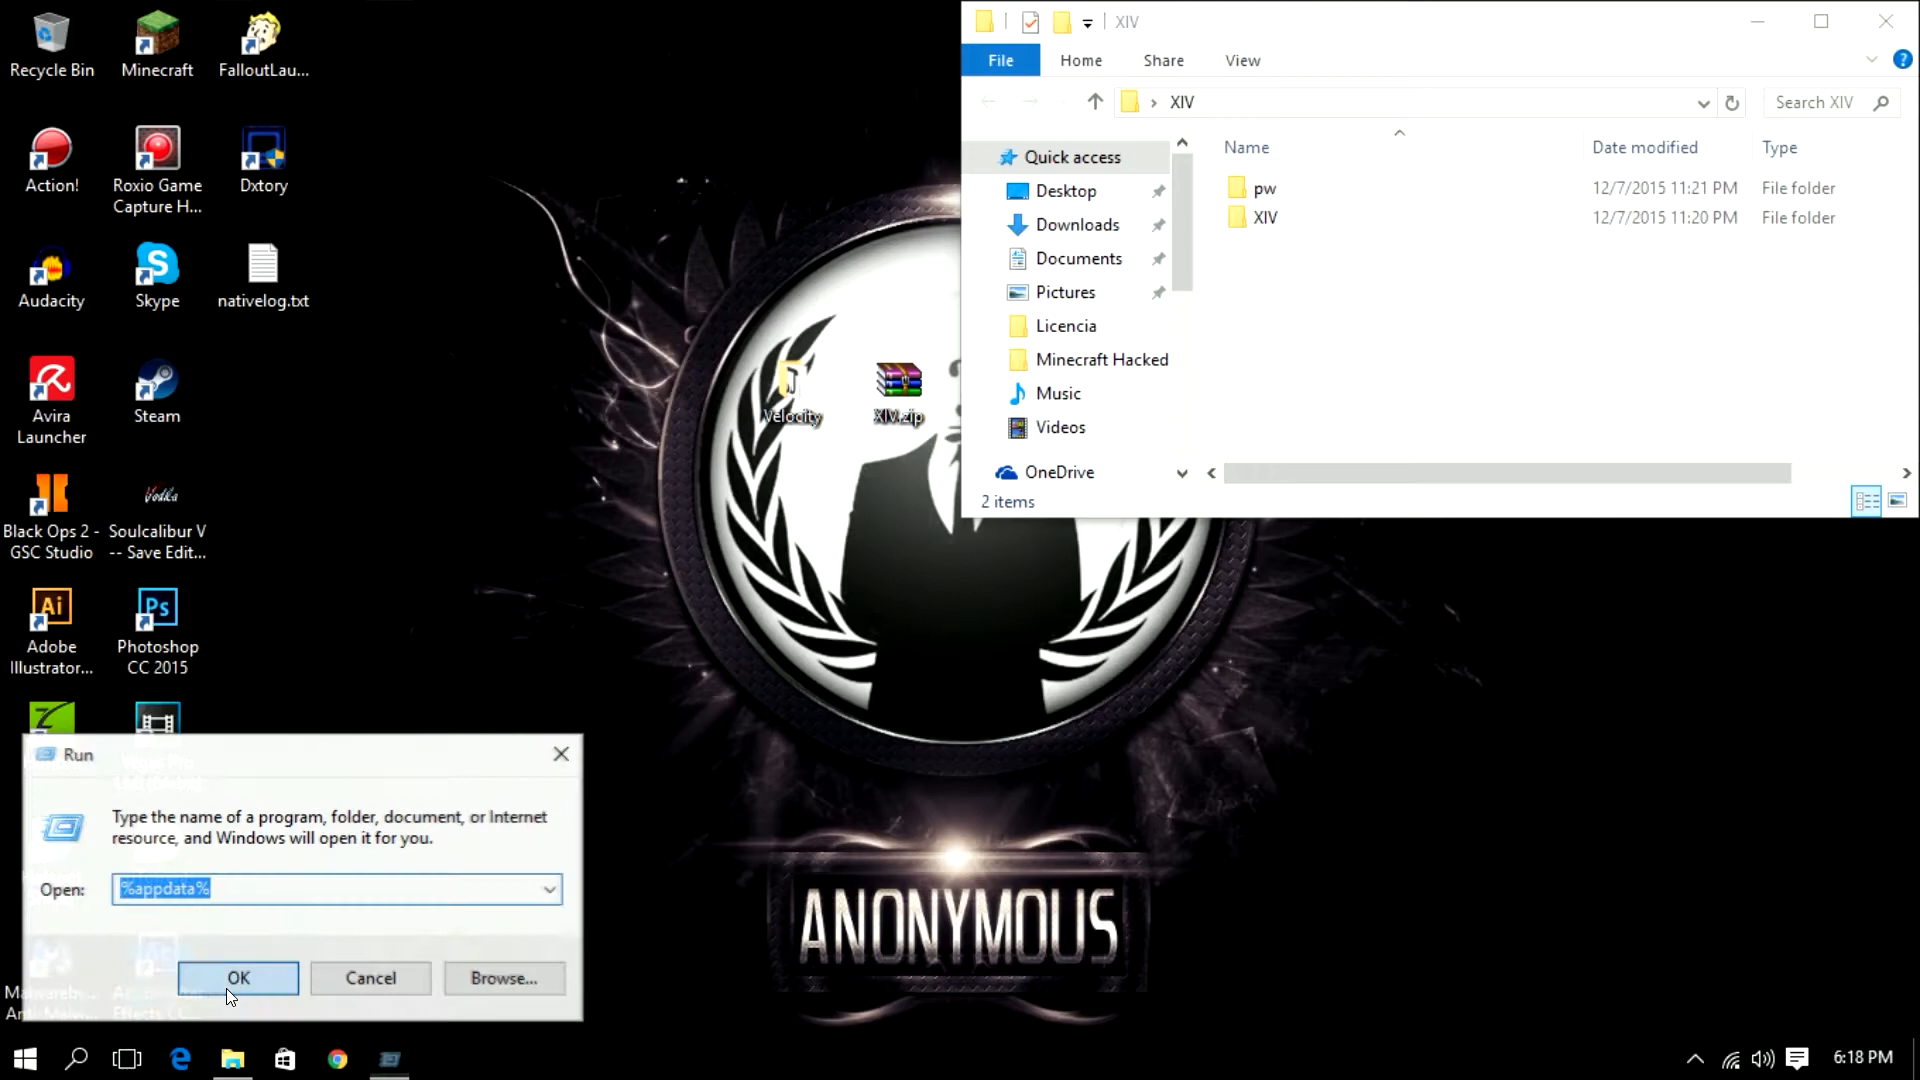 Recycle Bin
Minecraft
FalloutLau...
Action!
Roxio Game
Capture H...
Dxtory
Audacity
Skype
nativelog.txt
Avira
Launcher
Steam
Black Ops 2 -
GSC Studio
Vodka
Soulcalibur V
-- Save Edit...
Ai
Adobe
Illustrator...
Ps
Photoshop
CC 2015
Velocity
XIV.zip
XIV
File
Home
Share
View
XIV
Search XIV
Quick access
Desktop
Downloads
Documents
Pictures
Licencia
Minecraft Hacked
Music
Videos
OneDrive
Name
Date modified
Type
pw
12/7/2015 11:21 PM
File folder
XIV
12/7/2015 11:20 PM
File folder
2 items
Run
Type the name of a program, folder, document, or Internet
resource, and Windows will open it for you.
Open:
%appdata%
OK
Cancel
Browse...
ANONYMOUS
6:18 PM